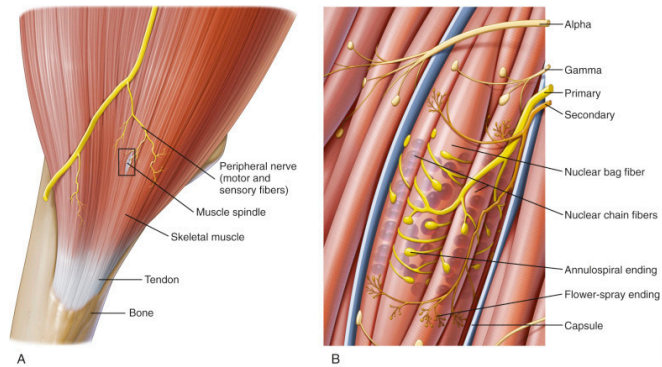 Peripheral nerve
(motor and
sensory fibers)
Muscle spindle
Skeletal muscle
Tendon
Bone
A
Alpha
Gamma
Primary
Secondary
Nuclear bag fiber
Nuclear chain fibers
Annulospiral ending
Flower-spray ending
Capsule
B